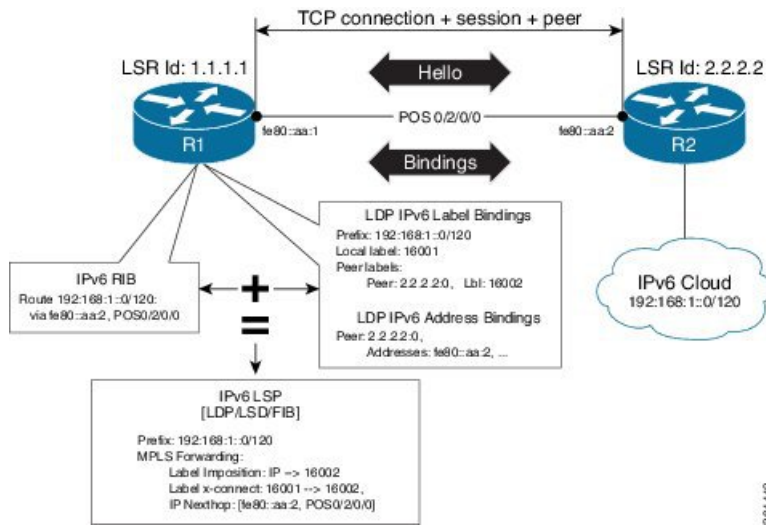 TCP connection + session + peer
LSR Id: 1.1.1.1
LSR Id: 2.2.2.2
Hello
POS 0/2/0/0
fe80::aa:1
fe80::aa:2
R1
R2
Bindings
LDP IPv6 Label Bindings
Prefix: 192:168:1::0/120
Local label: 16001
Peer labels:
Peer: 2.2.2.2:0, Lbl: 16002
LDP IPv6 Address Bindings
Peer: 2.2.2.2:0,
Addresses: fe80::aa:2, ...
IPv6 RIB
Route 192:168:1::0/120:
via fe80::aa:2, POS0/2/0/0
+
=
IPv6 Cloud
192:168:1::0/120
IPv6 LSP
[LDP/LSD/FIB]
Prefix: 192:168:1::0/120
MPLS Forwarding:
Label Imposition: IP --> 16002
Label x-connect: 16001 --> 16002,
IP Nexthop: [fe80::aa:2, POS0/2/0/0]